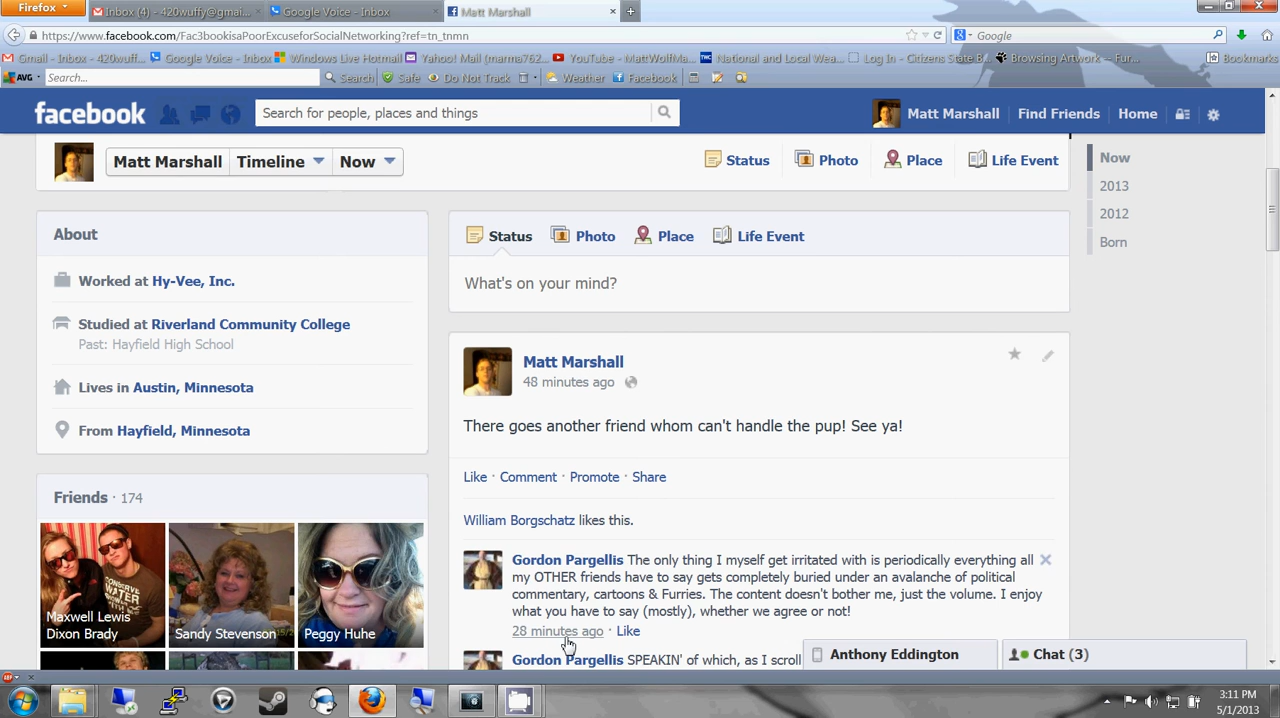 Firefox
Inbox (4) - 420wuffy@gmai...
Google Voice - Inbox
Matt Marshall
https://www.facebook.com/Fac3bookisaPoorExcuseforSocialNetworking?ref=tn_tnmn
Google
Gmail - Inbox - 420wuff...
Google Voice - Inbox
Windows Live Hotmail
Yahoo! Mail (mama762...
YouTube - MattWolfMa...
National and Local Wea...
Log In - Citizens State B...
Browsing Artwork -- Fur...
Bookmarks
AVG
Search...
Search
Safe
Do Not Track
Weather
Facebook
facebook
Search for people, places and things
Matt Marshall
Find Friends
Home
Matt Marshall
Timeline
Now
Status
Photo
Place
Life Event
Now
2013
2012
Born
About
Worked at Hy-Vee, Inc.
Studied at Riverland Community College
Past: Hayfield High School
Lives in Austin, Minnesota
From Hayfield, Minnesota
Friends · 174
Maxwell Lewis
Dixon Brady
Sandy Stevenson
Peggy Huhe
Status
Photo
Place
Life Event
What's on your mind?
Matt Marshall
48 minutes ago
There goes another friend whom can't handle the pup! See ya!
Like · Comment · Promote · Share
William Borgschatz likes this.
Gordon Pargellis The only thing I myself get irritated with is periodically everything all
my OTHER friends have to say gets completely buried under an avalanche of political
commentary, cartoons & Furries. The content doesn't bother me, just the volume. I enjoy
what you have to say (mostly), whether we agree or not!
28 minutes ago · Like
Gordon Pargellis SPEAKIN' of which, as I scroll
Anthony Eddington
Chat (3)
3:11 PM
5/1/2013